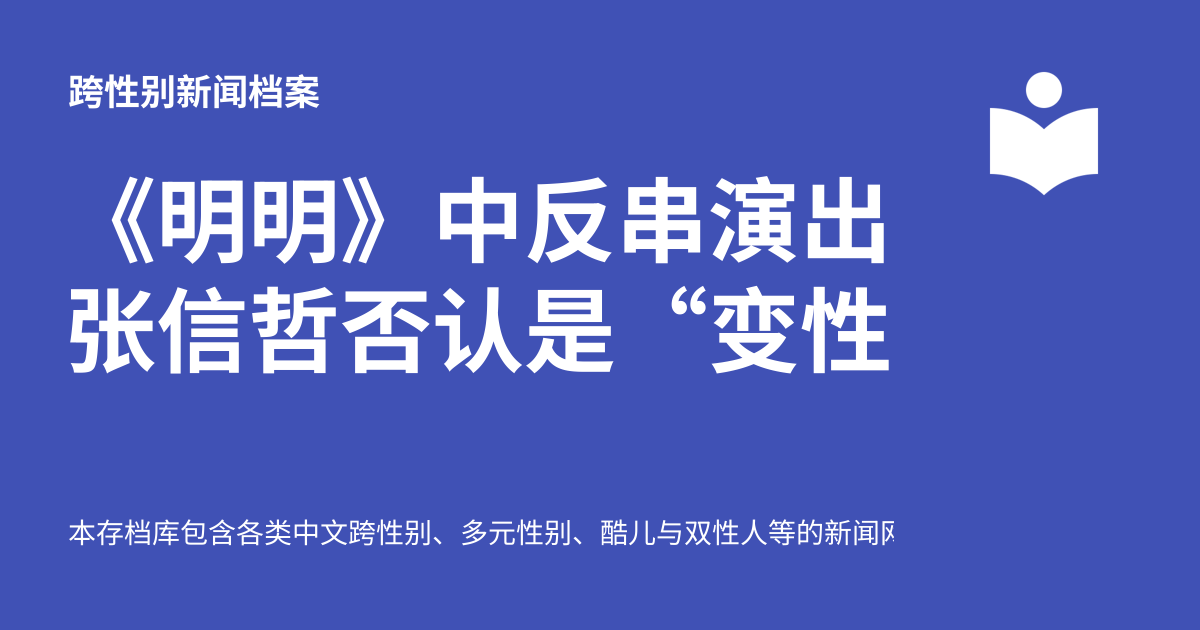 跨性别新闻档案
《明明》中反串演出
张信哲否认是“变性
本存档库包含各类中文跨性别、多元性别、酷儿与双性人等的新闻